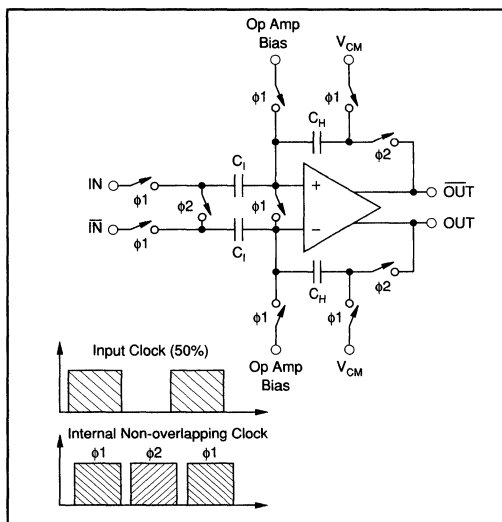 Op Amp
Bias
V_CM
φ1
φ1
C_H
φ2
IN
φ1
C_I
φ2
φ1
+
OUT̅
IN̅
φ1
C_I
−
OUT
C_H
φ2
φ1
φ1
Op Amp
Bias
V_CM
Input Clock (50%)
Internal Non-overlapping Clock
φ1 φ2 φ1